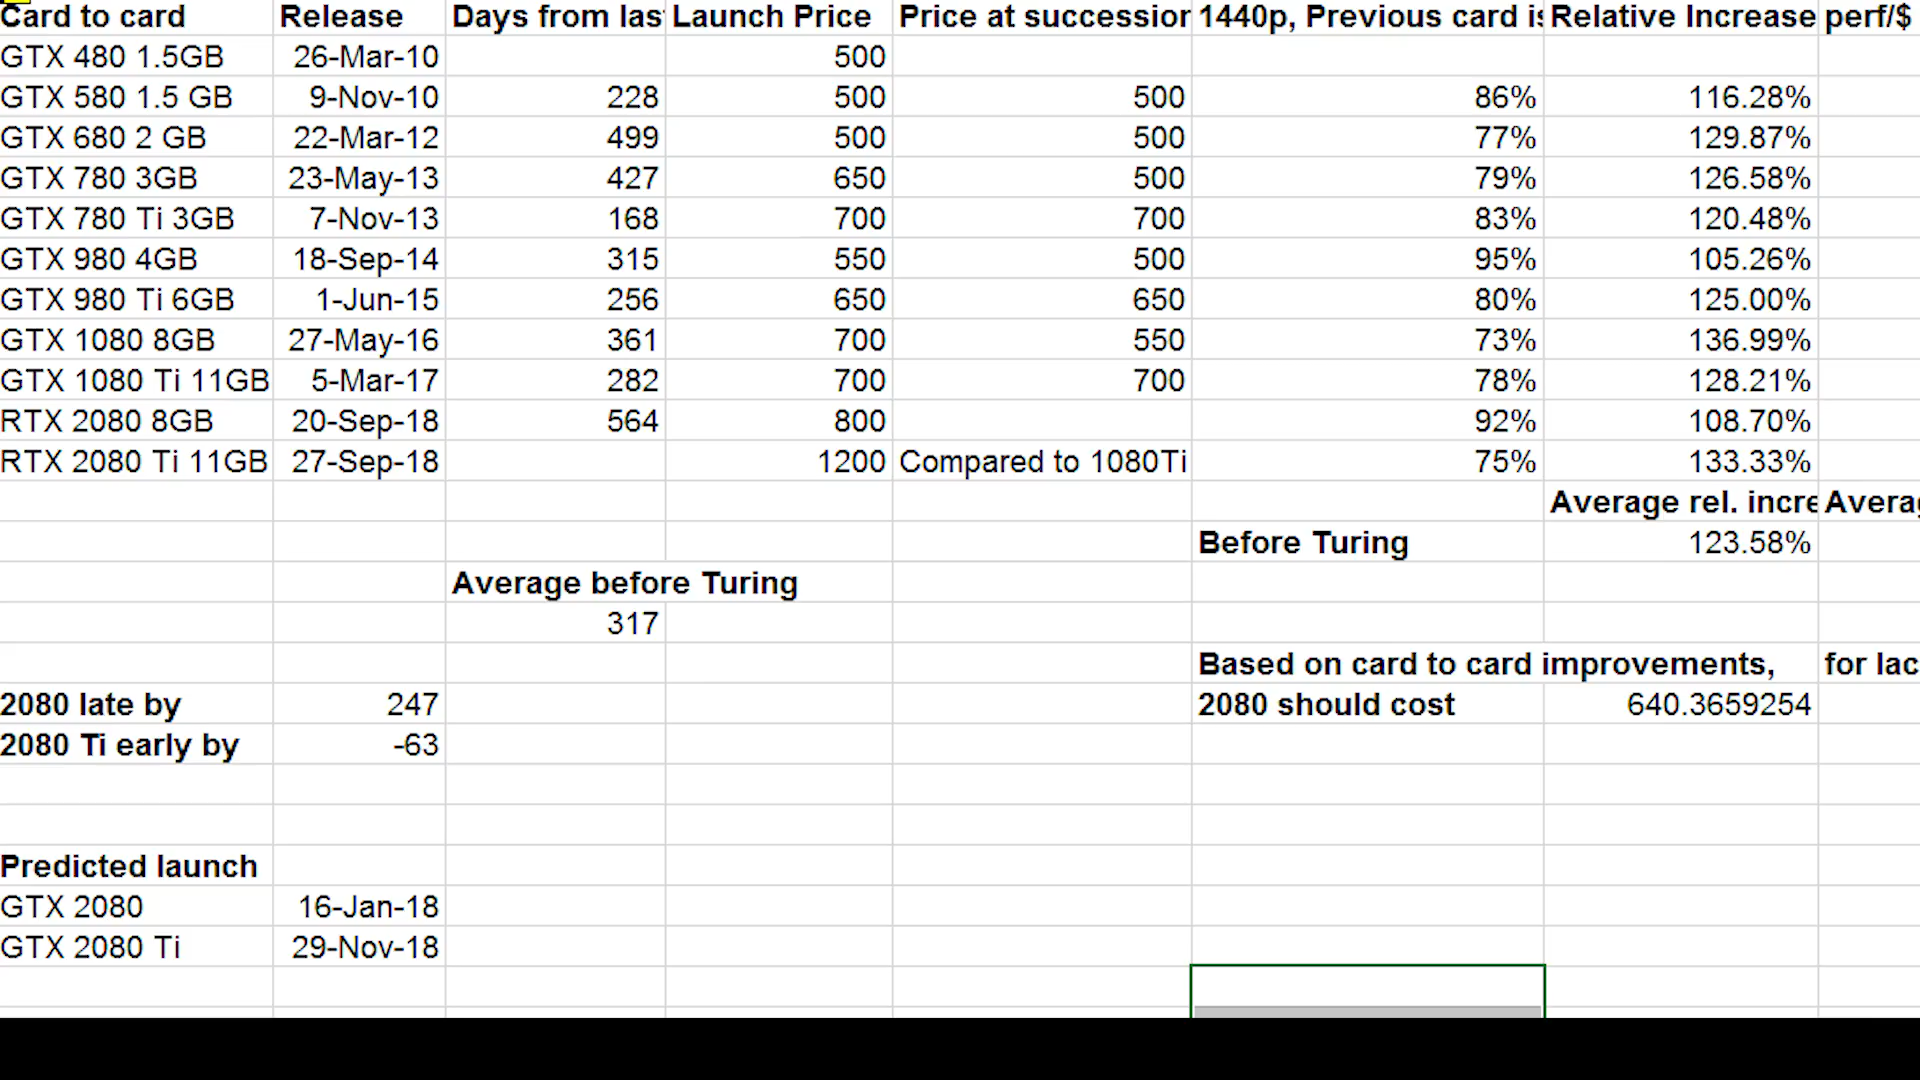 Card to card Release Days from las Launch Price Price at succession 1440p, Previous card is Relative Increase perf/$
GTX 480 1.5GB 26-Mar-10 500
GTX 580 1.5 GB 9-Nov-10 228 500 500 86% 116.28%
GTX 680 2 GB 22-Mar-12 499 500 500 77% 129.87%
GTX 780 3GB 23-May-13 427 650 500 79% 126.58%
GTX 780 Ti 3GB 7-Nov-13 168 700 700 83% 120.48%
GTX 980 4GB 18-Sep-14 315 550 500 95% 105.26%
GTX 980 Ti 6GB 1-Jun-15 256 650 650 80% 125.00%
GTX 1080 8GB 27-May-16 361 700 550 73% 136.99%
GTX 1080 Ti 11GB 5-Mar-17 282 700 700 78% 128.21%
RTX 2080 8GB 20-Sep-18 564 800 92% 108.70%
RTX 2080 Ti 11GB 27-Sep-18 1200 Compared to 1080Ti 75% 133.33%
Average rel. incre Averag
Before Turing 123.58%
Average before Turing
317
Based on card to card improvements, for lac
2080 late by 247 2080 should cost 640.3659254
2080 Ti early by -63
Predicted launch
GTX 2080 16-Jan-18
GTX 2080 Ti 29-Nov-18